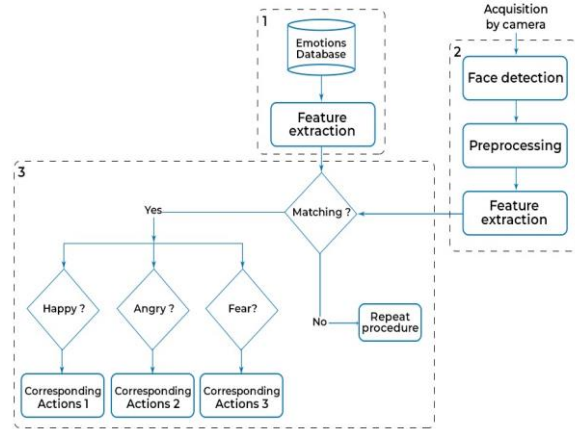 Acquisition
by camera
1
Emotions
Database
2
Face detection
Feature
extraction
Preprocessing
3
Matching ?
Feature
extraction
Yes
Happy ?
Angry ?
Fear?
No
Repeat
procedure
Corresponding
Actions 1
Corresponding
Actions 2
Corresponding
Actions 3